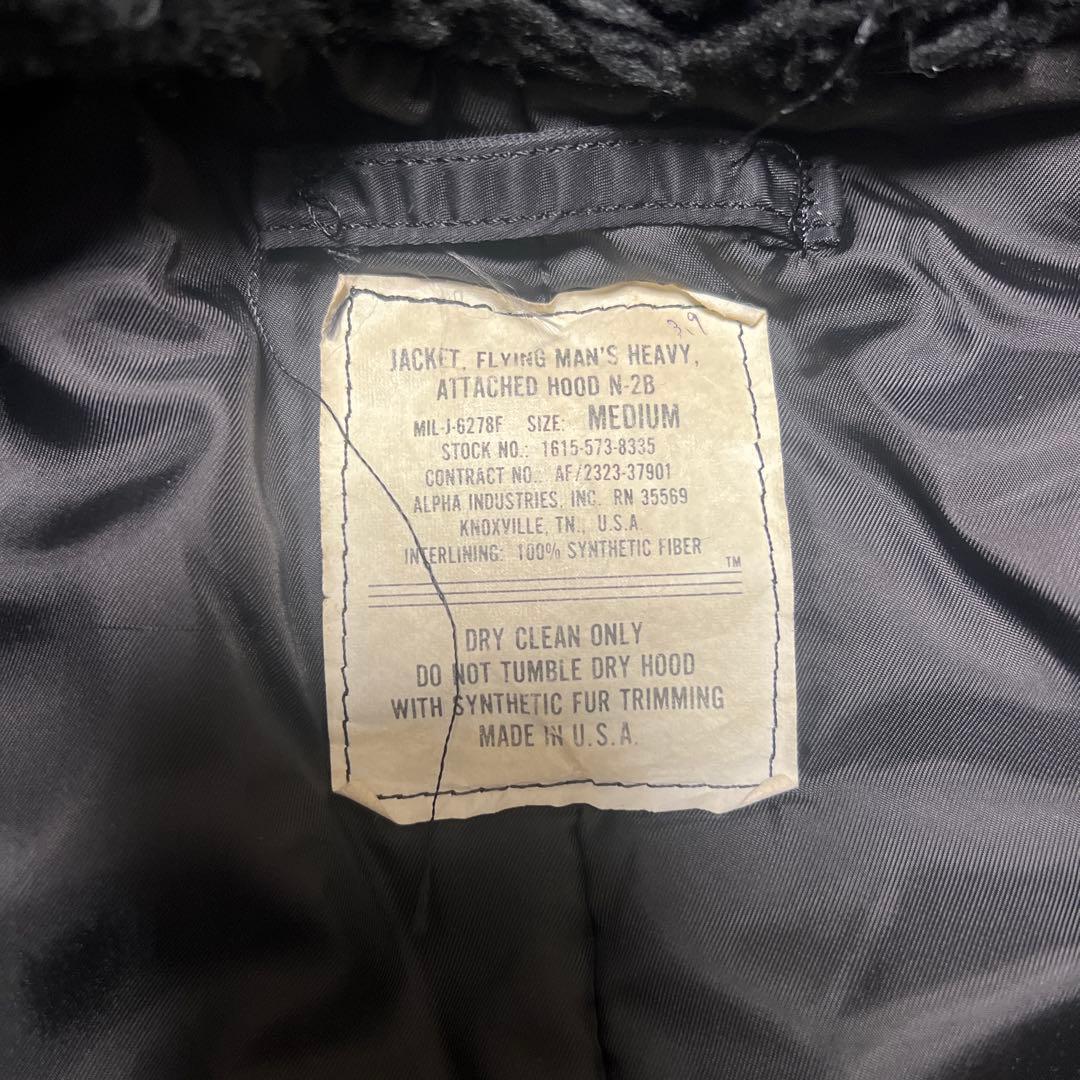 3.9
JACKET, FLYING MAN'S HEAVY,
ATTACHED HOOD N-2B
MIL-J-6278F SIZE: MEDIUM
STOCK NO.: 1615-573-8335
CONTRACT NO.: AF/2323-37901
ALPHA INDUSTRIES, INC. RN 35569
KNOXVILLE, TN., U.S.A.
INTERLINING: 100% SYNTHETIC FIBER
TM
DRY CLEAN ONLY
DO NOT TUMBLE DRY HOOD
WITH SYNTHETIC FUR TRIMMING
MADE IN U.S.A.